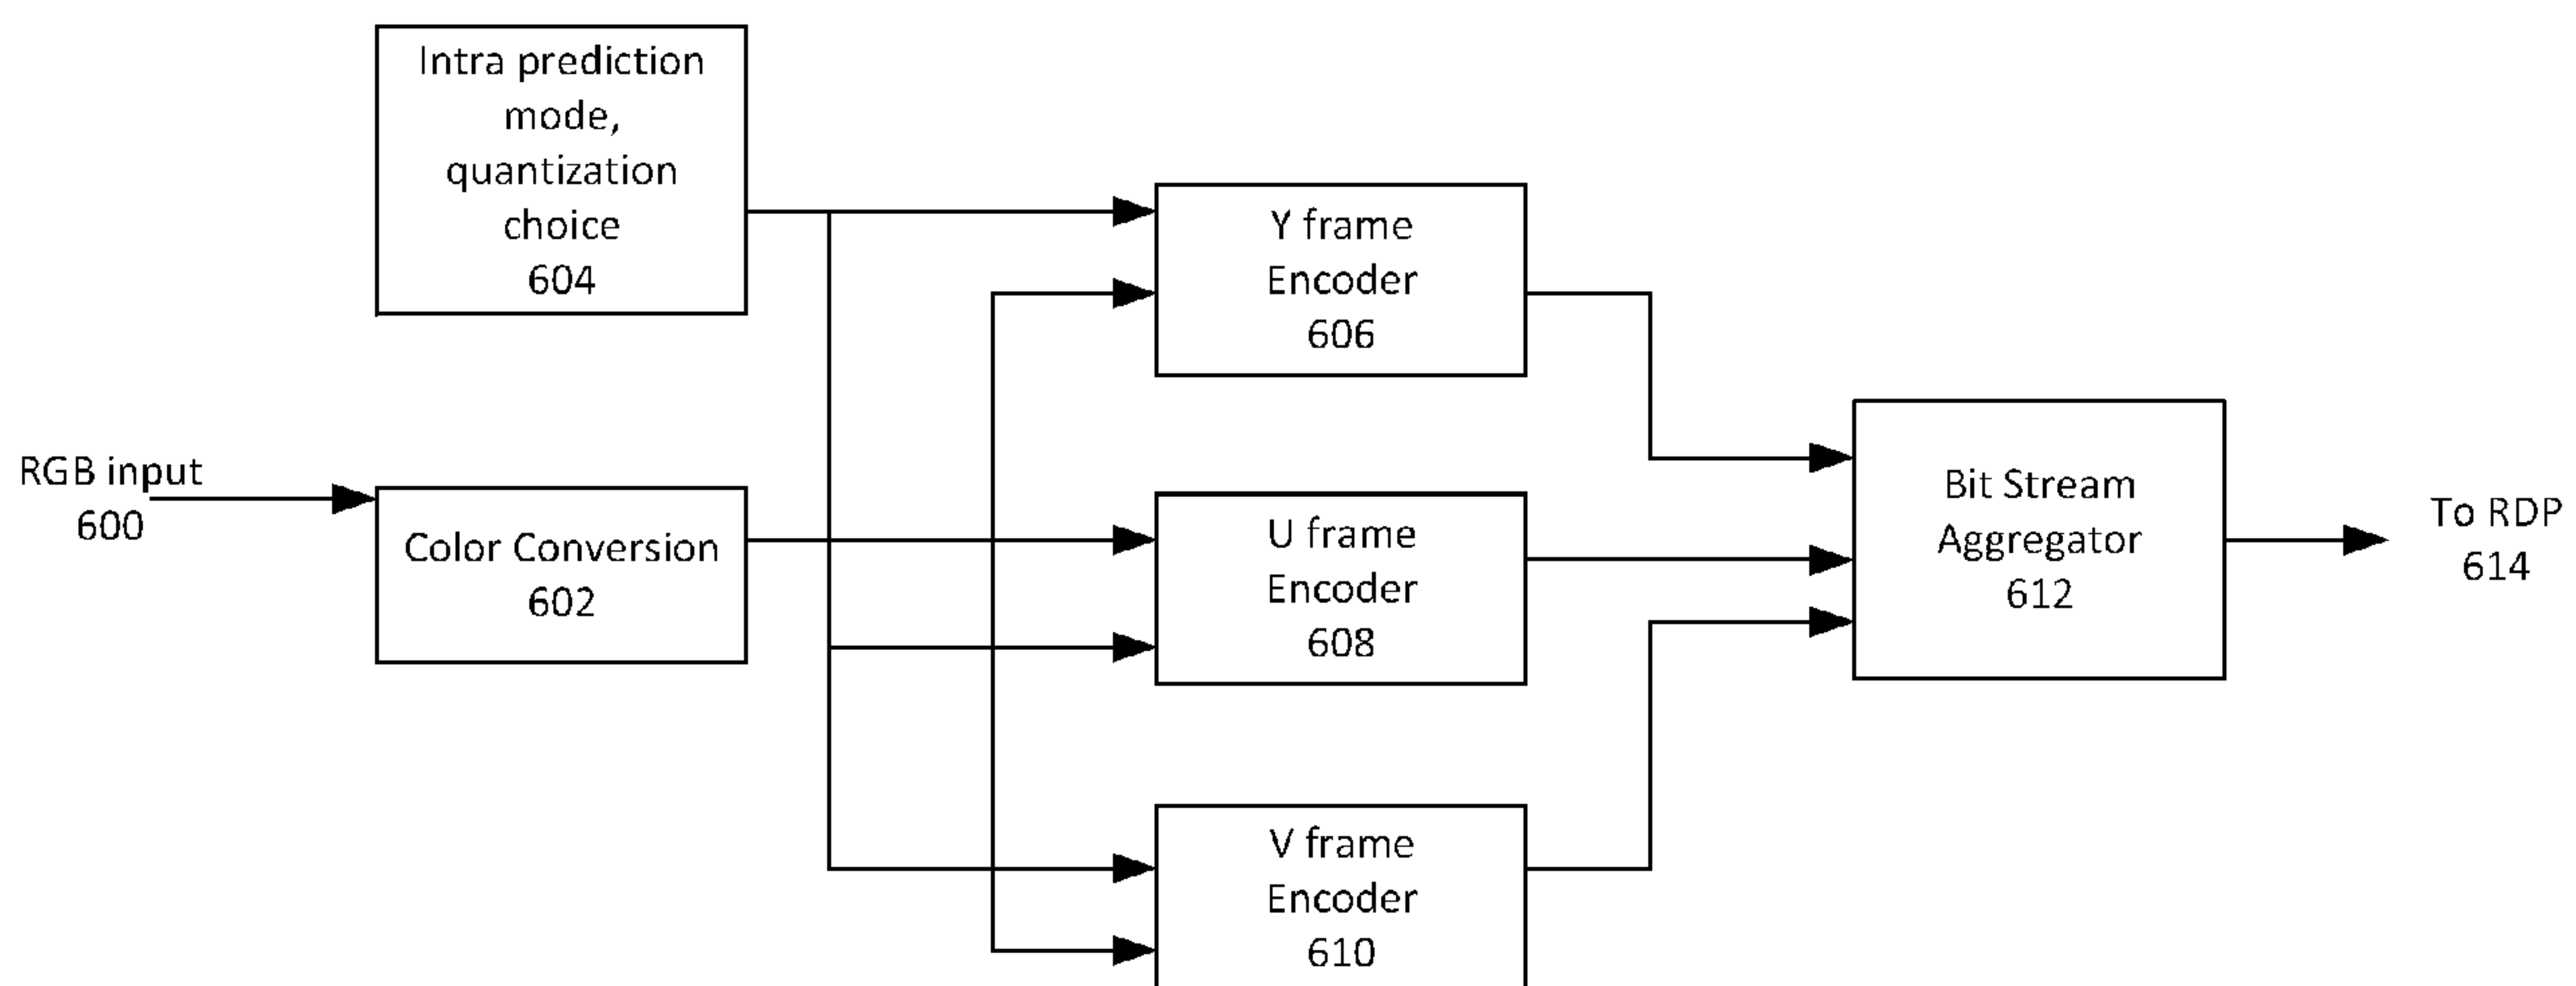 Intra prediction
mode,
quantization
choice
604
RGB input
600
Color Conversion
602
Y frame
Encoder
606
U frame
Encoder
608
V frame
Encoder
610
Bit Stream
Aggregator
612
To RDP
614